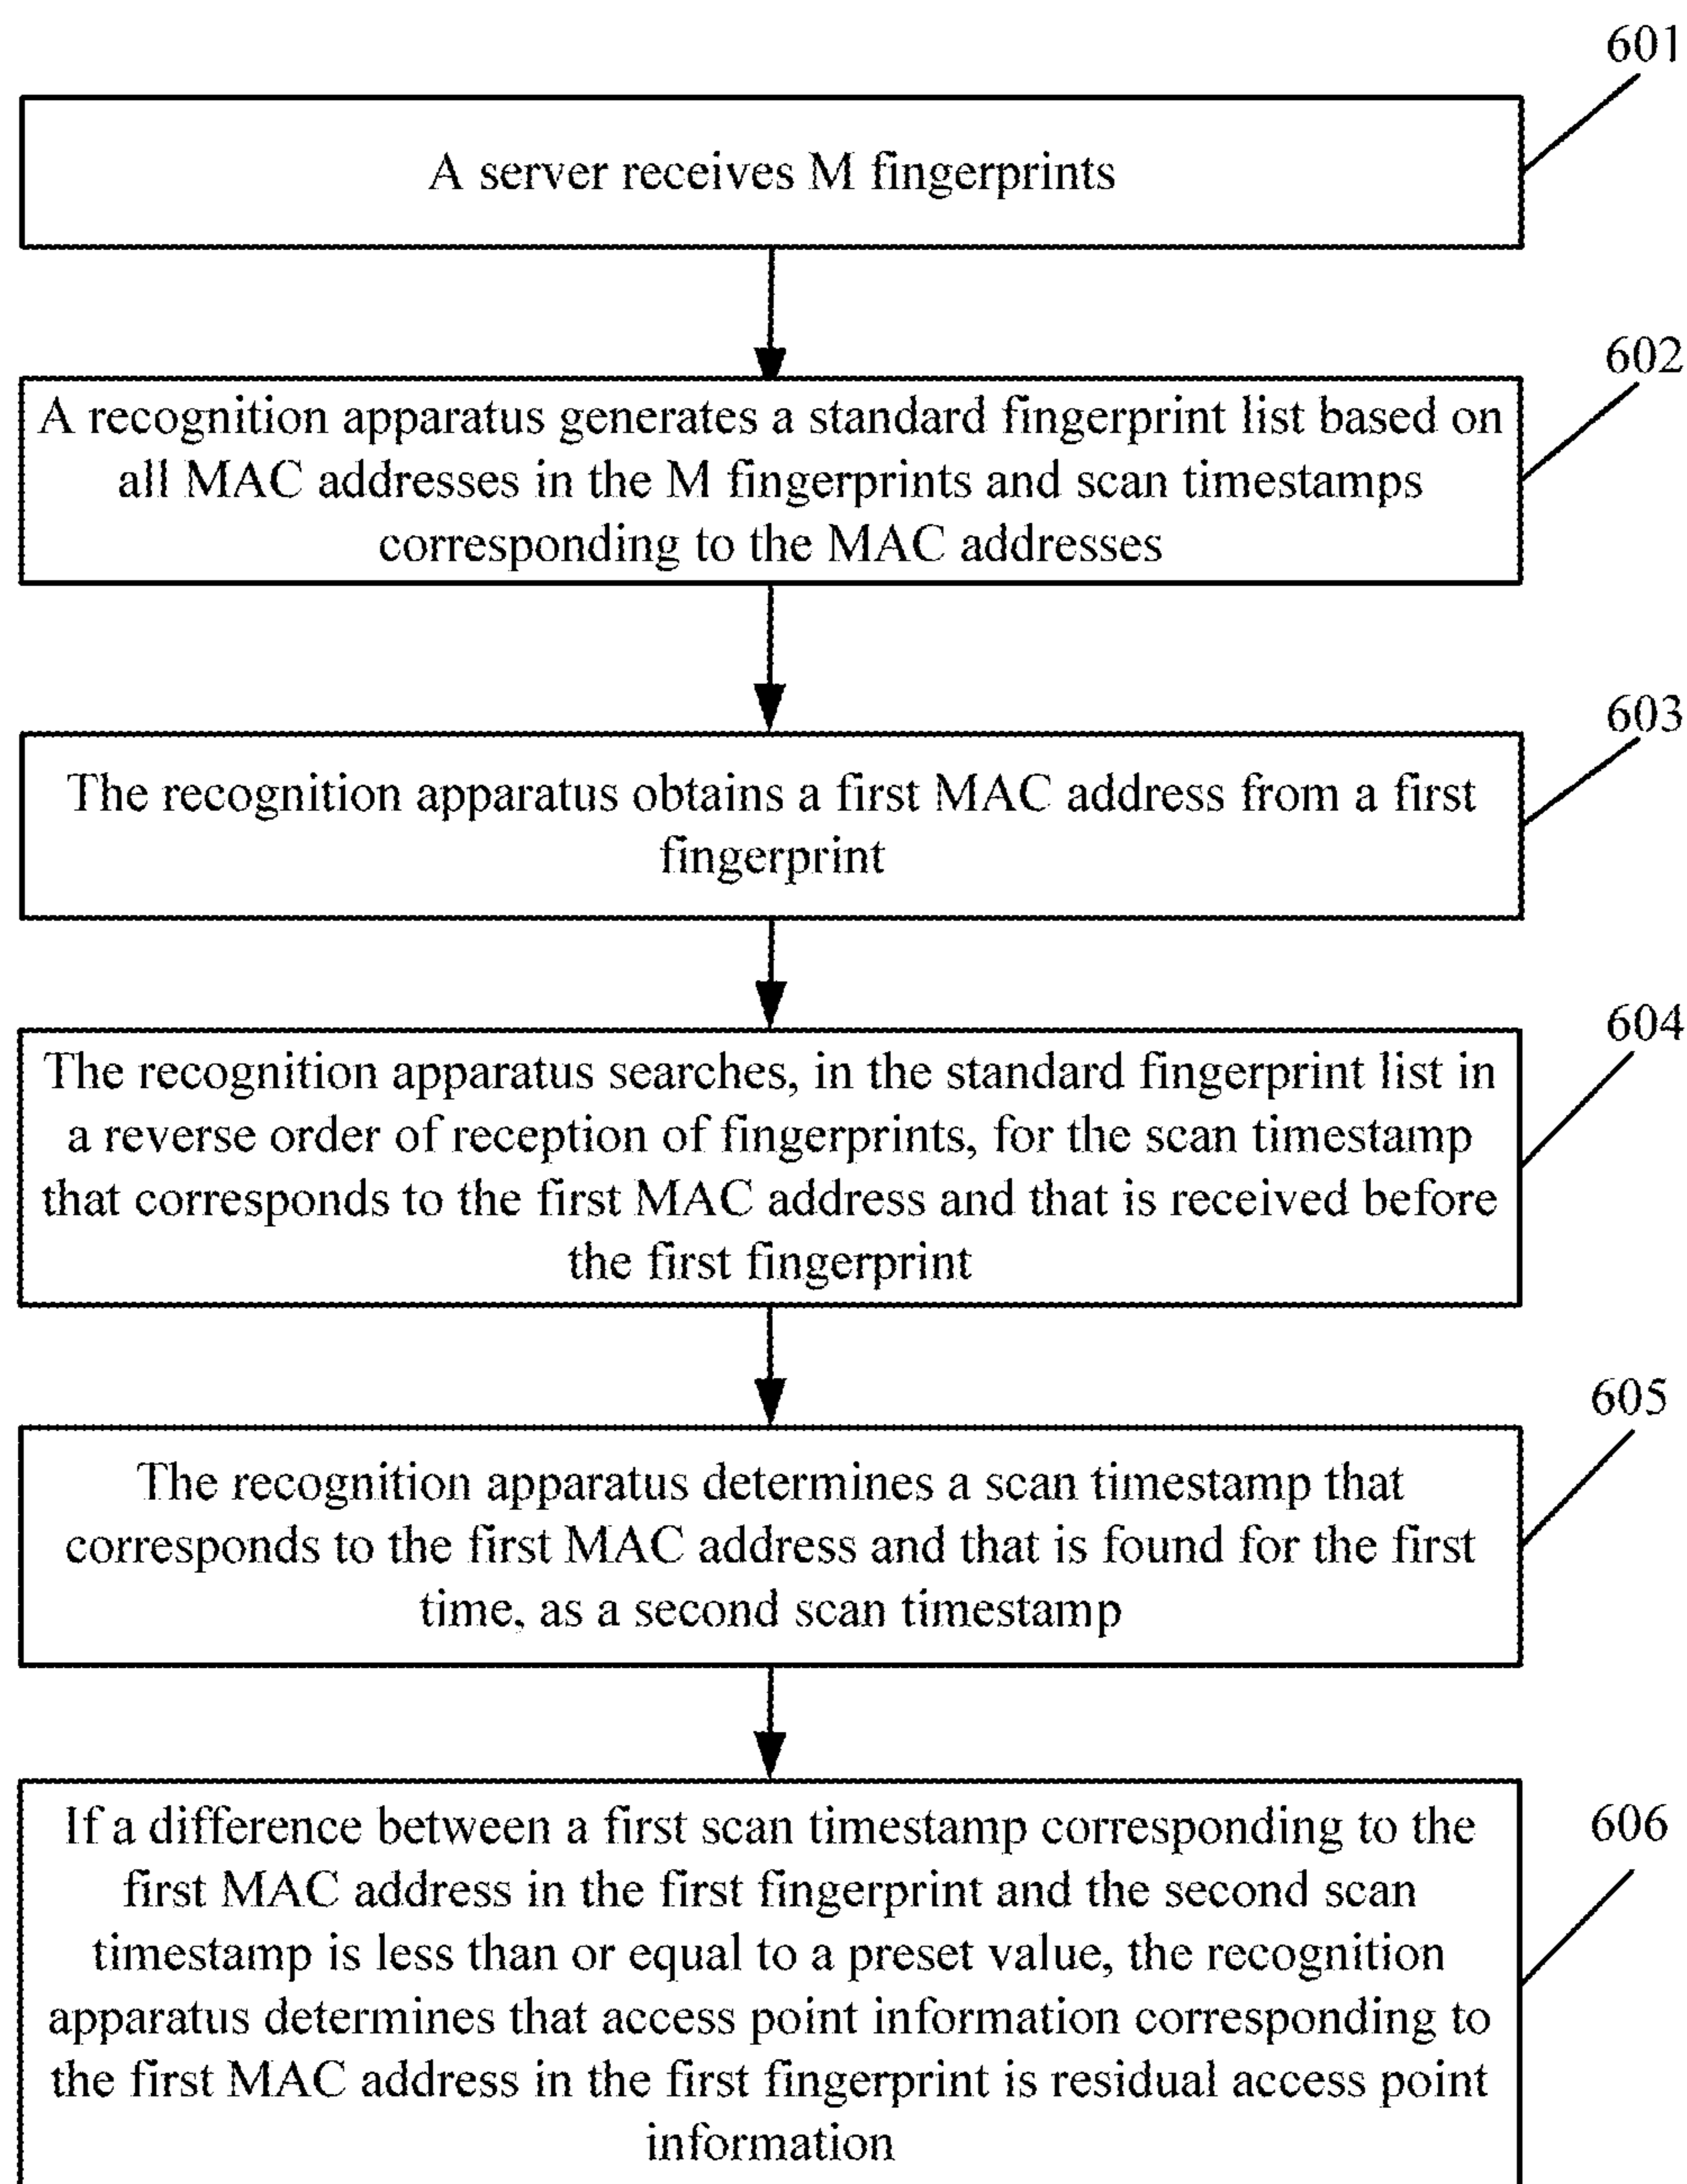 601
A server receives M fingerprints
602
A recognition apparatus generates a standard fingerprint list based on
all MAC addresses in the M fingerprints and scan timestamps
corresponding to the MAC addresses
603
The recognition apparatus obtains a first MAC address from a first
fingerprint
604
The recognition apparatus searches, in the standard fingerprint list in
a reverse order of reception of fingerprints, for the scan timestamp
that corresponds to the first MAC address and that is received before
the first fingerprint
605
The recognition apparatus determines a scan timestamp that
corresponds to the first MAC address and that is found for the first
time, as a second scan timestamp
606
If a difference between a first scan timestamp corresponding to the
first MAC address in the first fingerprint and the second scan
timestamp is less than or equal to a preset value, the recognition
apparatus determines that access point information corresponding to
the first MAC address in the first fingerprint is residual access point
information